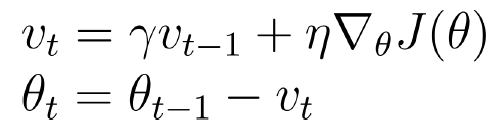 v_t = γv_{t−1} + η∇_θJ(θ)
θ_t = θ_{t−1} − v_t